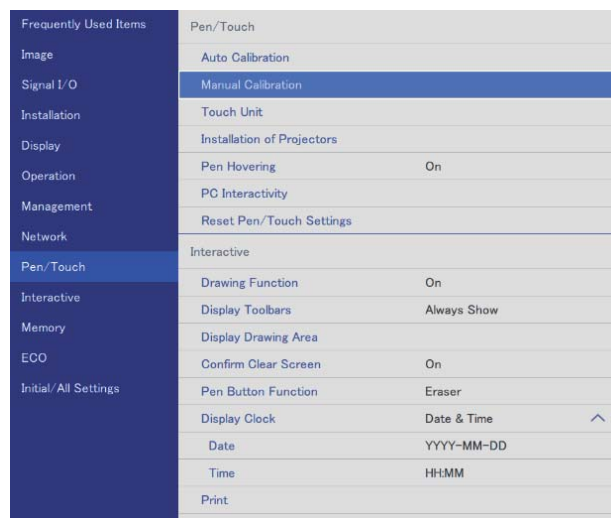 Frequently Used Items
Image
Signal I/O
Installation
Display
Operation
Management
Network
Pen/Touch
Interactive
Memory
ECO
Initial/All Settings
Pen/Touch
Auto Calibration
Manual Calibration
Touch Unit
Installation of Projectors
Pen Hovering On
PC Interactivity
Reset Pen/Touch Settings
Interactive
Drawing Function On
Display Toolbars Always Show
Display Drawing Area
Confirm Clear Screen On
Pen Button Function Eraser
Display Clock Date & Time
Date YYYY-MM-DD
Time HH:MM
Print